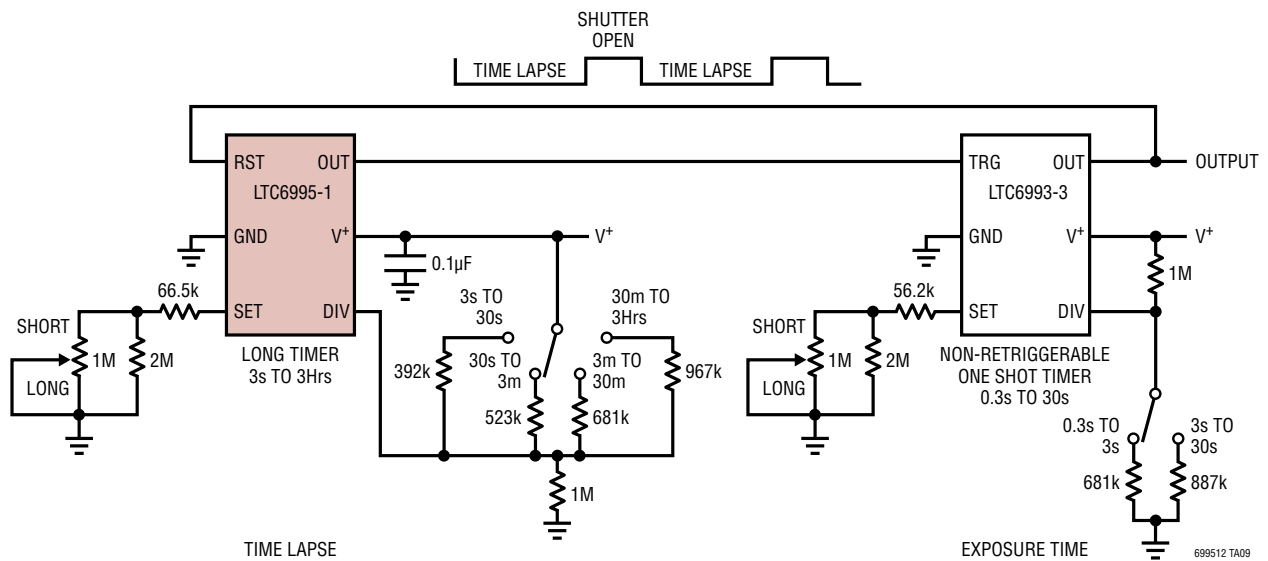 SHUTTER
OPEN
TIME LAPSE
TIME LAPSE
RST
OUT
LTC6995-1
GND
V+
SET
DIV
TRG
OUT
LTC6993-3
GND
V+
SET
DIV
OUTPUT
V+
0.1µF
V+
1M
66.5k
SHORT
1M
2M
LONG
LONG TIMER
3s TO 3Hrs
3s TO
30s
30m TO
3Hrs
392k
30s TO
3m
3m TO
30m
967k
523k
681k
1M
56.2k
SHORT
1M
2M
LONG
NON-RETRIGGERABLE
ONE SHOT TIMER
0.3s TO 30s
0.3s TO
3s
3s TO
30s
681k
887k
TIME LAPSE
EXPOSURE TIME
699512 TA09